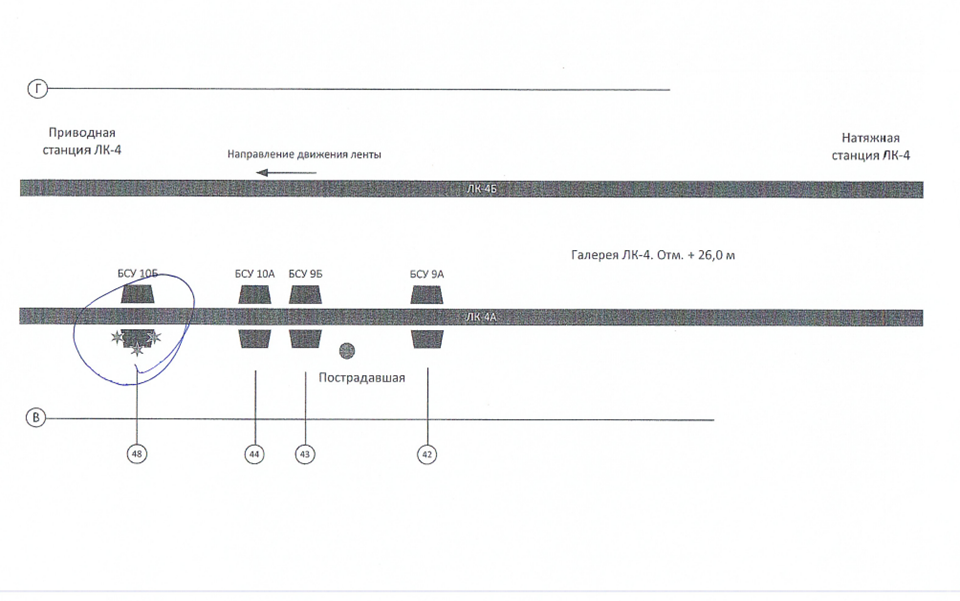 Г
Приводная
станция ЛК-4
Направление движения ленты
Натяжная
станция ЛК-4
ЛК-4Б
Галерея ЛК-4. Отм. + 26,0 м
БСУ 10Б
БСУ 10А
БСУ 9Б
БСУ 9А
ЛК-4А
Пострадавшая
В
48
44
43
42